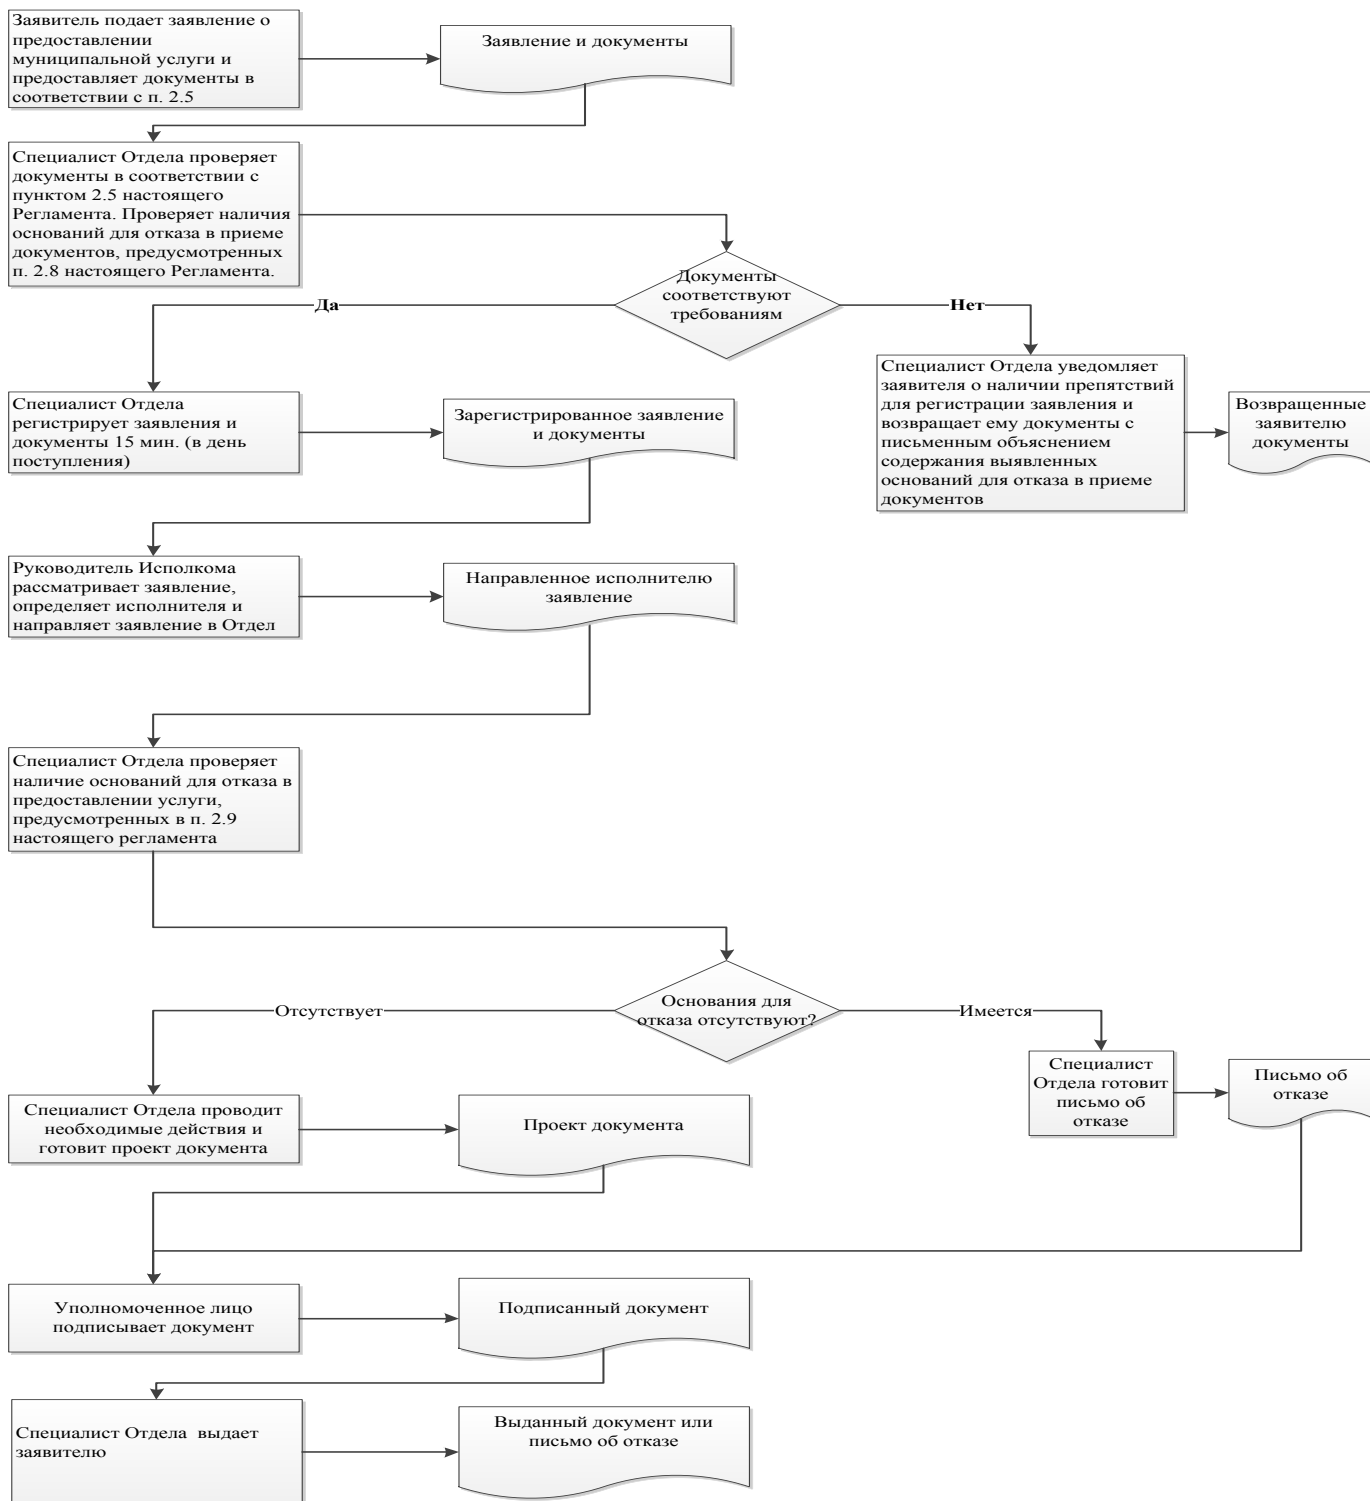 Заявитель подает заявление о
предоставлении
муниципальной услуги и
предоставляет документы в
соответствии с п. 2.5
Заявление и документы
Специалист Отдела проверяет
документы в соответствии с
пунктом 2.5 настоящего
Регламента. Проверяет наличия
оснований для отказа в приеме
документов, предусмотренных
п. 2.8 настоящего Регламента.
Документы
соответствуют
требованиям
Да
Нет
Специалист Отдела
регистрирует заявления и
документы 15 мин. (в день
поступления)
Зарегистрированное заявление
и документы
Специалист Отдела уведомляет
заявителя о наличии препятствий
для регистрации заявления и
возвращает ему документы с
письменным объяснением
содержания выявленных
оснований для отказа в приеме
документов
Возвращенные
заявителю
документы
Руководитель Исполкома
рассматривает заявление,
определяет исполнителя и
направляет заявление в Отдел
Направленное исполнителю
заявление
Специалист Отдела проверяет
наличие оснований для отказа в
предоставлении услуги,
предусмотренных в п. 2.9
настоящего регламента
Основания для
отказа отсутствуют?
Отсутствует
Имеется
Специалист
Отдела готовит
письмо об
отказе
Письмо об
отказе
Специалист Отдела проводит
необходимые действия и
готовит проект документа
Проект документа
Уполномоченное лицо
подписывает документ
Подписанный документ
Специалист Отдела  выдает
заявителю
Выданный документ или
письмо об отказе